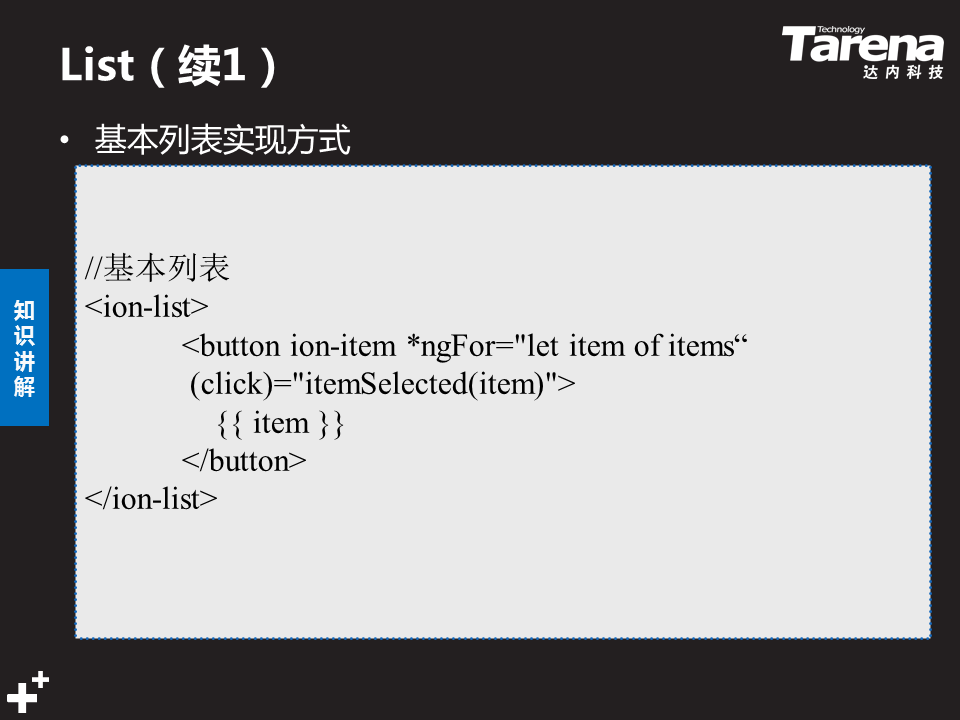 List（续1）
Technology
Tarena
达内科技
• 基本列表实现方式
//基本列表
<ion-list>
<button ion-item *ngFor="let item of items“
(click)="itemSelected(item)">
{{ item }}
</button>
</ion-list>
知
识
讲
解